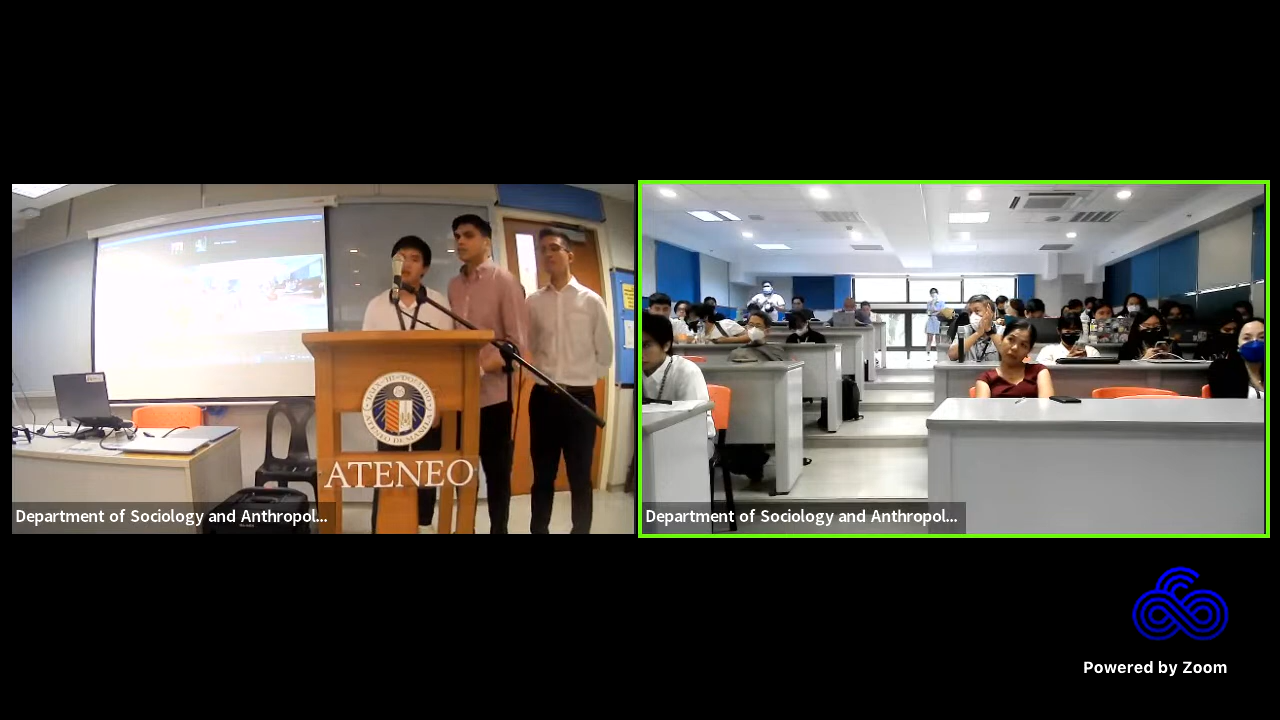 ATENEO
Department of Sociology and Anthropol...
Department of Sociology and Anthropol...
Powered by Zoom